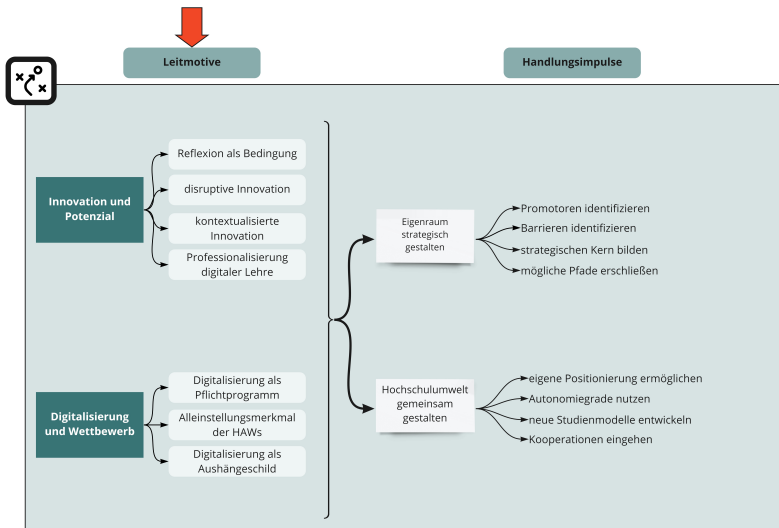 Leitmotive
Handlungsimpulse
Innovation und
Potenzial
Reflexion als Bedingung
disruptive Innovation
kontextualisierte
Innovation
Professionalisierung
digitaler Lehre
Digitalisierung
und Wettbewerb
Digitalisierung als
Pflichtprogramm
Alleinstellungsmerkmal
der HAWs
Digitalisierung als
Aushängeschild
Eigenraum
strategisch
gestalten
Promotoren identifizieren
Barrieren identifizieren
strategischen Kern bilden
mögliche Pfade erschließen
Hochschulumwelt
gemeinsam
gestalten
eigene Positionierung ermöglichen
Autonomiegrade nutzen
neue Studienmodelle entwickeln
Kooperationen eingehen